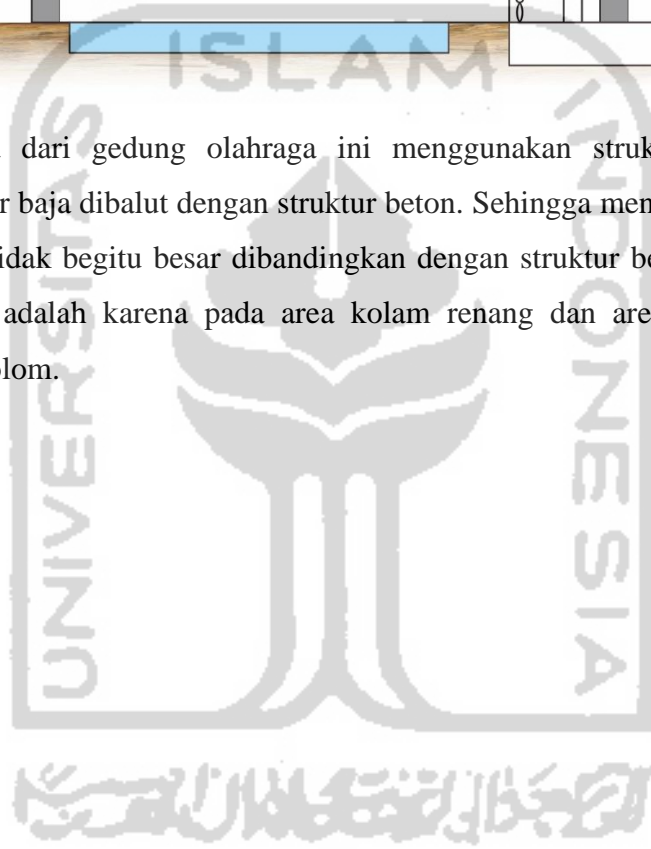 ISLAM
UNIVERSITAS
INDONESIA
dari gedung olahraga ini menggunakan struk
r baja dibalut dengan struktur beton. Sehingga men
idak begitu besar dibandingkan dengan struktur be
adalah karena pada area kolam renang dan are
olom.